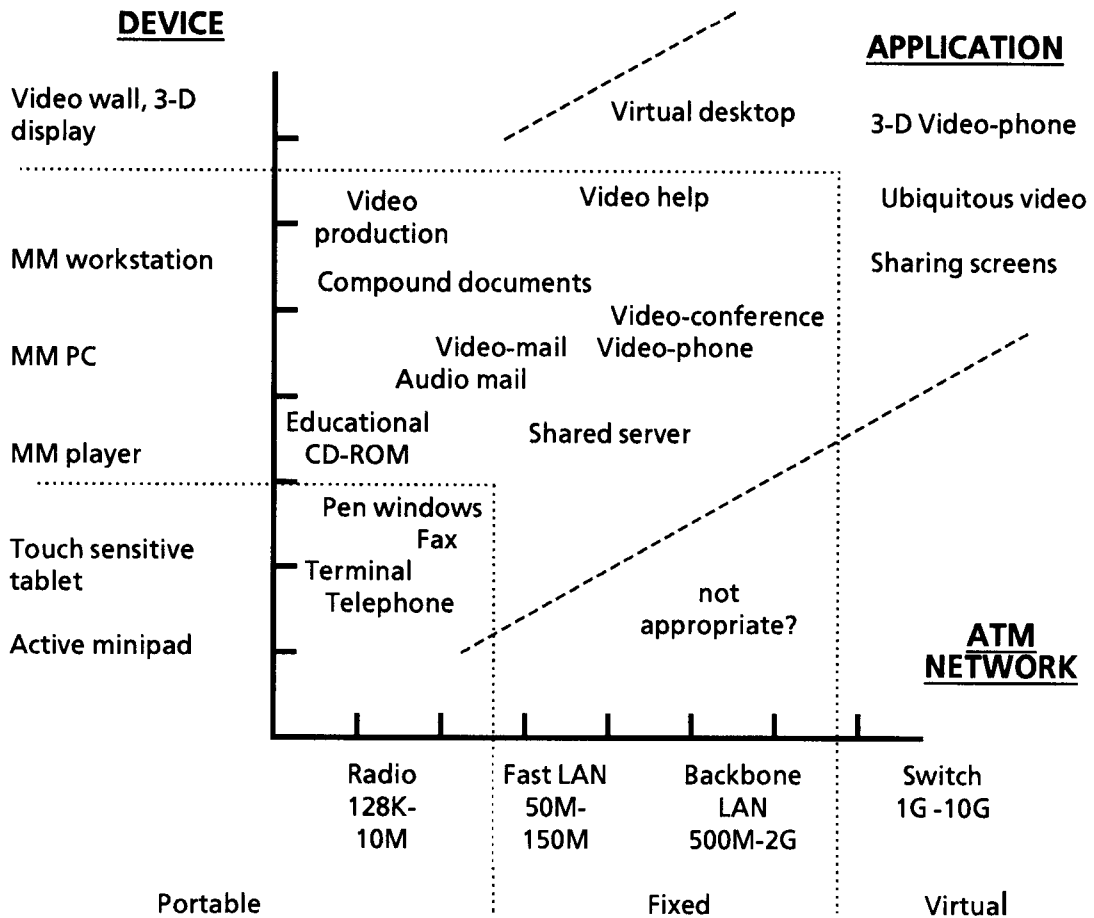 DEVICE
APPLICATION
Video wall, 3-D
display
Virtual desktop
3-D Video-phone
Video
production
Video help
Ubiquitous video
MM workstation
Sharing screens
Compound documents
Video-conference
MM PC
Video-mail
Video-phone
Audio mail
Educational
CD-ROM
Shared server
MM player
Pen windows
Fax
Touch sensitive
tablet
Terminal
Telephone
not
appropriate?
Active minipad
ATM
NETWORK
Radio
128K-
10M
Fast LAN
50M-
150M
Backbone
LAN
500M-2G
Switch
1G -10G
Portable
Fixed
Virtual